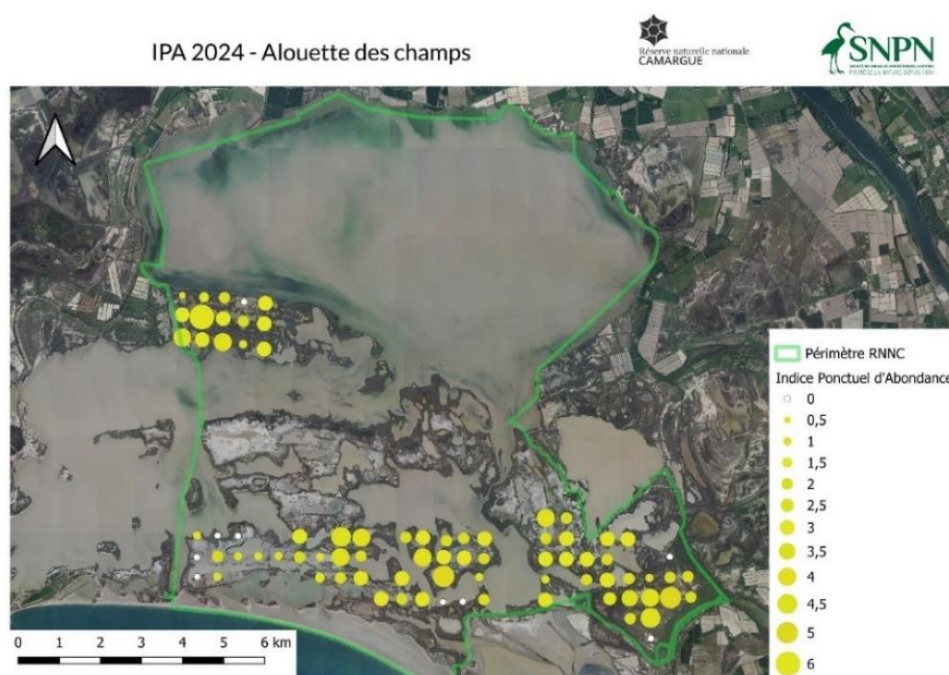 IPA 2024 - Alouette des champs
Réserve naturelle nationale
CAMARGUE
SNPN
Périmètre RNNC
Indice Ponctuel d'Abondance
0
0,5
1
1,5
2
2,5
3
3,5
4
4,5
5
6
0 1 2 3 4 5 6 km